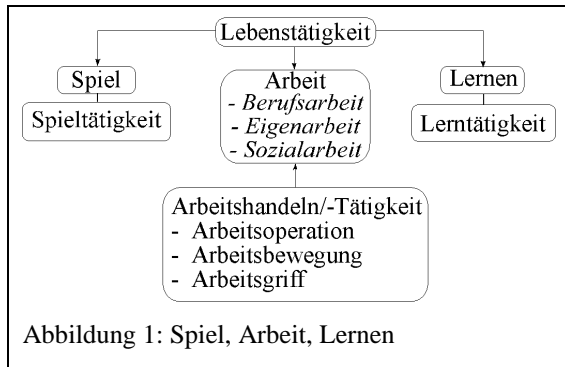 Lebenstätigkeit
Spiel
Spieltätigkeit
Arbeit
- Berufsarbeit
- Eigenarbeit
- Sozialarbeit
Lernen
Lerntätigkeit
Arbeitshandeln/-Tätigkeit
- Arbeitsoperation
- Arbeitsbewegung
- Arbeitsgriff
Abbildung 1: Spiel, Arbeit, Lernen